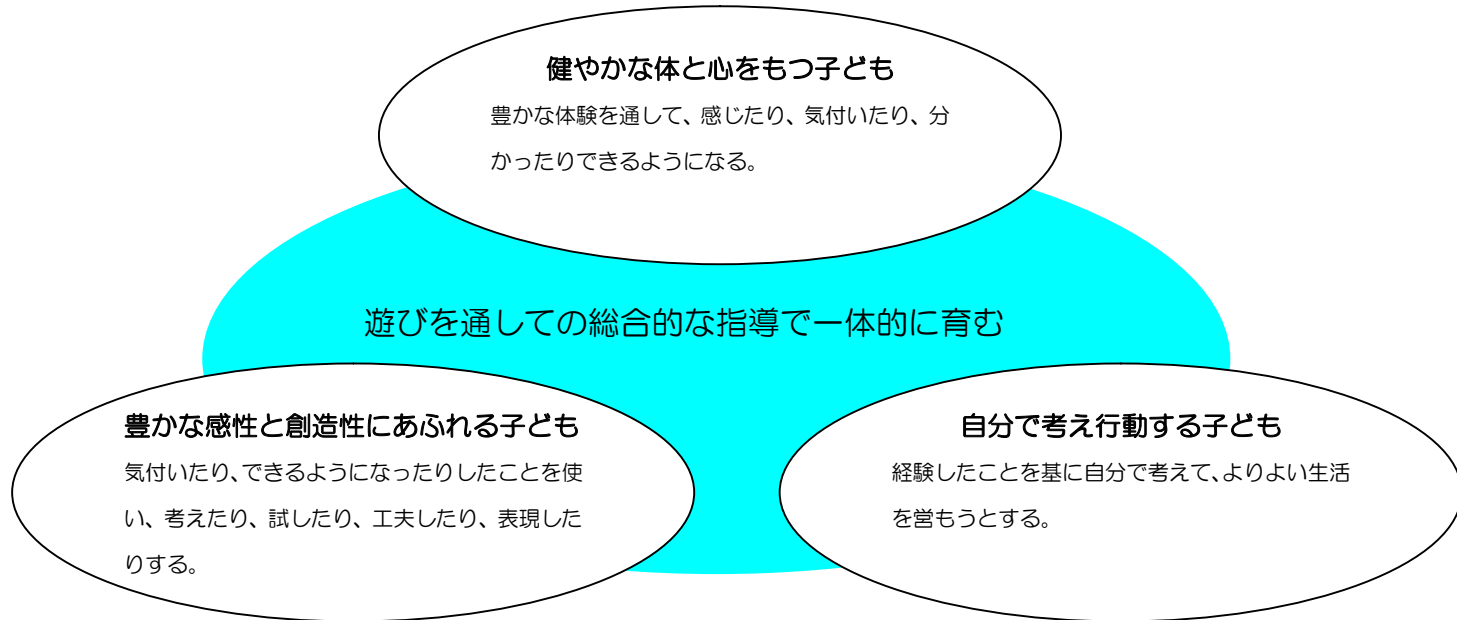 健やかな体と心をもつ子ども
豊かな体験を通して、感じたり、気付いたり、分
かったりできるようになる。
遊びを通しての総合的な指導で一体的に育む
豊かな感性と創造性にあふれる子ども
気付いたり、できるようになったりしたことを使
い、考えたり、試したり、工夫したり、表現した
りする。
自分で考え行動する子ども
経験したことを基に自分で考えて、よりよい生活
を営もうとする。